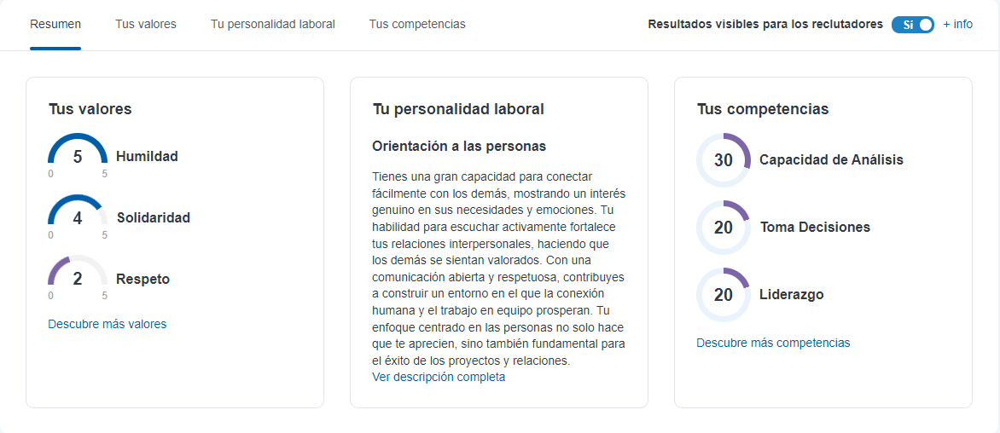 Resumen
Tus valores
Tu personalidad laboral
Tus competencias
Resultados visibles para los reclutadores
Sí
+ info
Tus valores
5
0
5
Humildad
4
0
5
Solidaridad
2
0
5
Respeto
Descubre más valores
Tu personalidad laboral
Orientación a las personas
Tienes una gran capacidad para conectar
fácilmente con los demás, mostrando un interés
genuino en sus necesidades y emociones. Tu
habilidad para escuchar activamente fortalece
tus relaciones interpersonales, haciendo que
los demás se sientan valorados. Con una
comunicación abierta y respetuosa, contribuyes
a construir un entorno en el que la conexión
humana y el trabajo en equipo prosperan. Tu
enfoque centrado en las personas no solo hace
que te aprecien, sino también fundamental para
el éxito de los proyectos y relaciones.
Ver descripción completa
Tus competencias
30
Capacidad de Análisis
20
Toma Decisiones
20
Liderazgo
Descubre más competencias